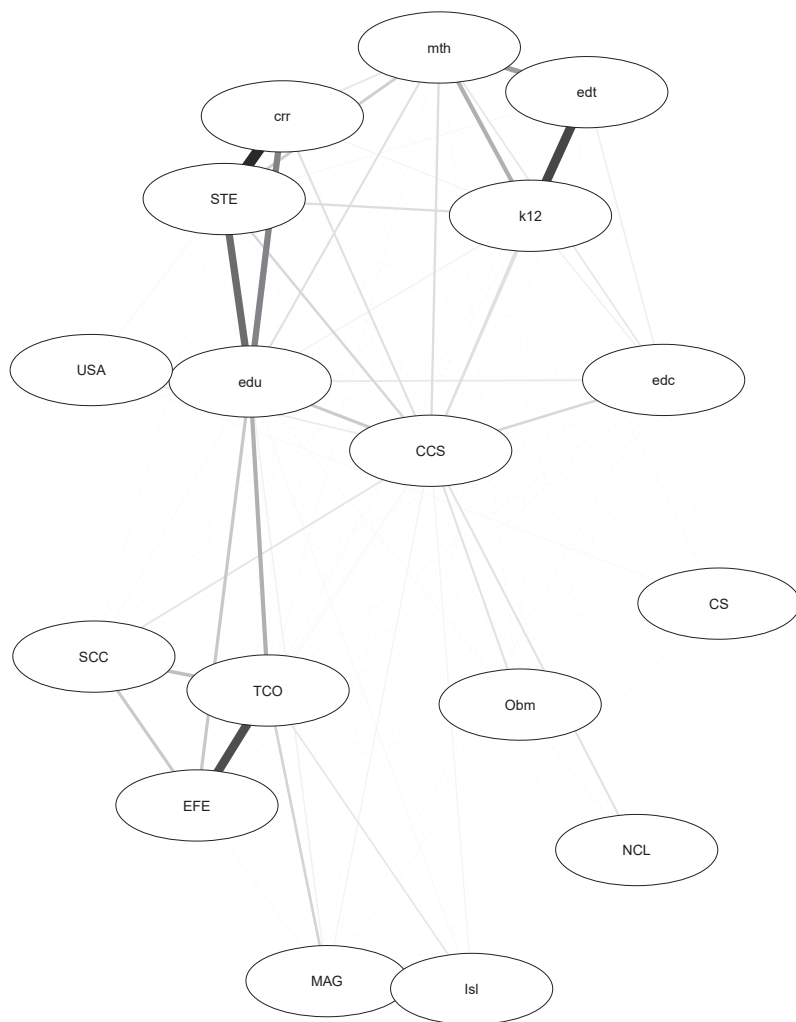 mth
edt
crr
STE
k12
USA
edu
edc
CCS
CS
SCC
TCO
Obm
EFE
NCL
MAG
Isl